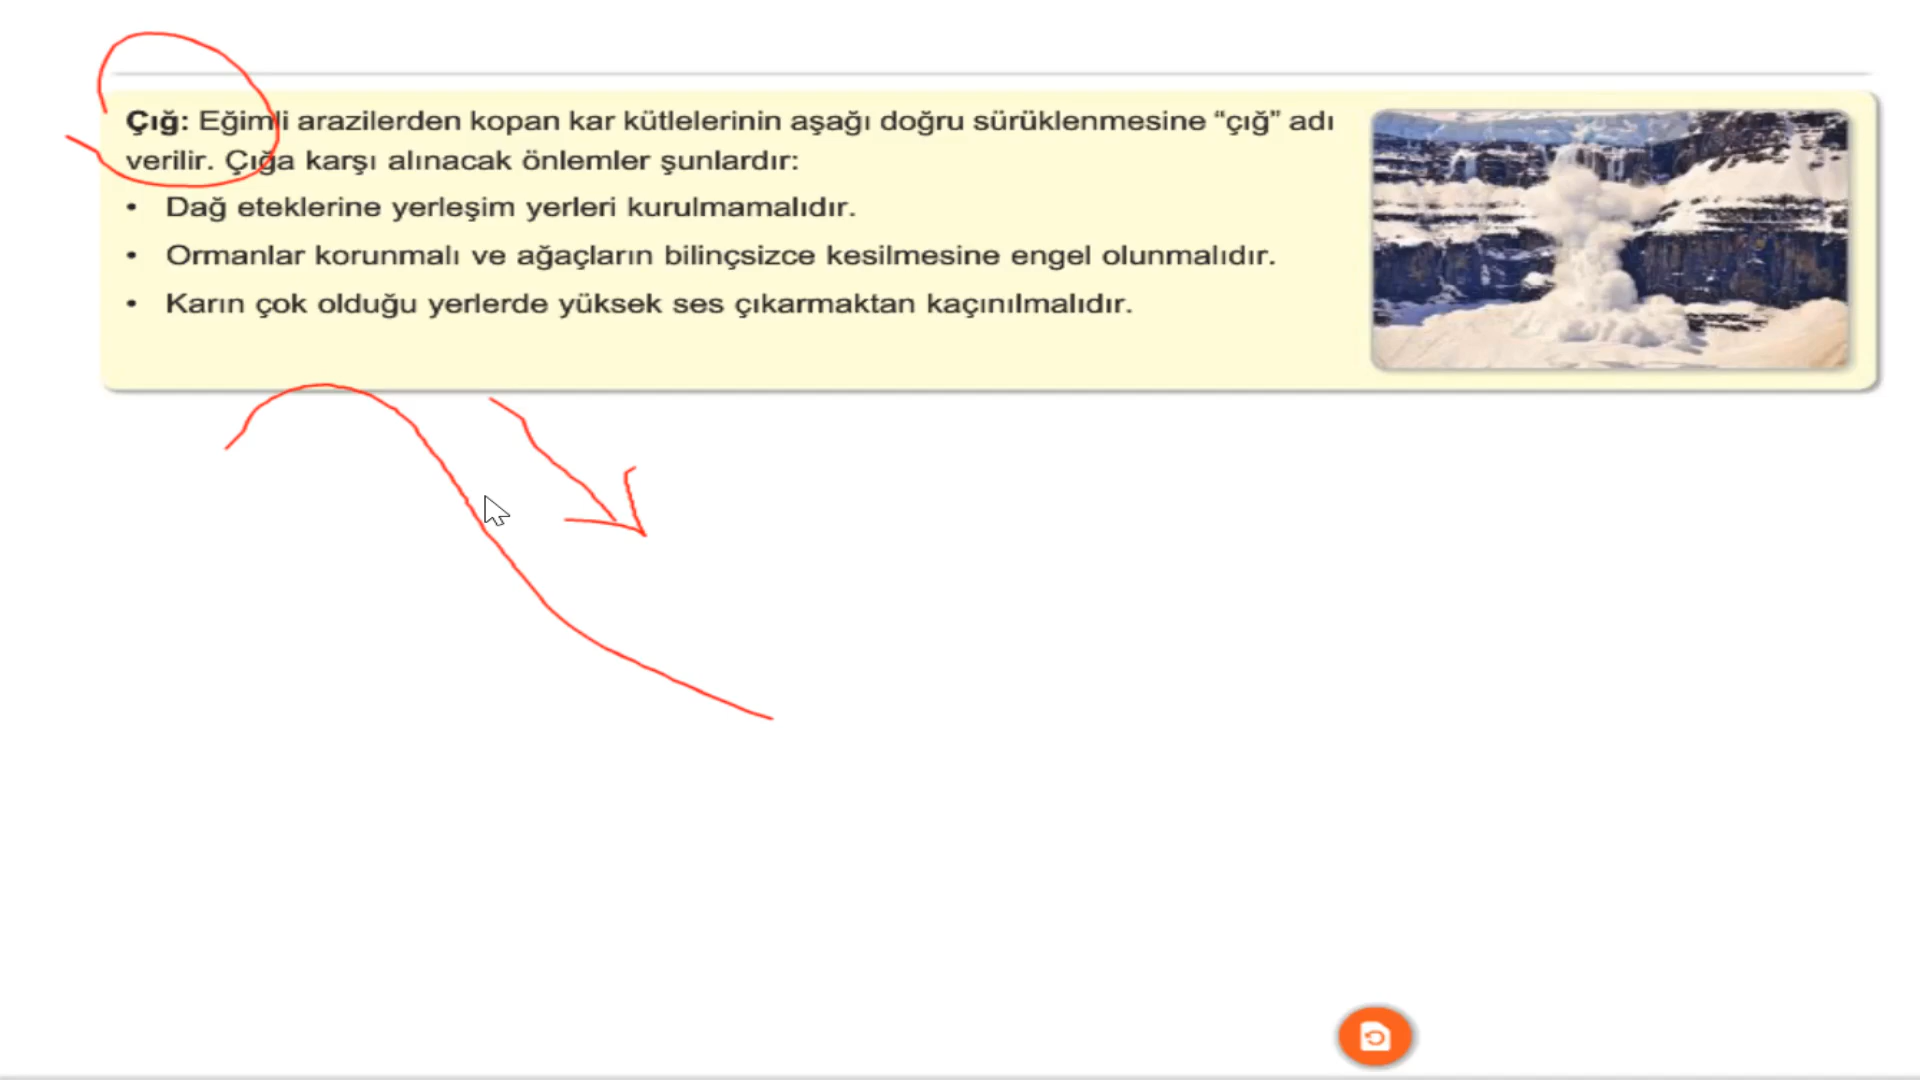 Çığ: Eğimli arazilerden kopan kar kütlelerinin aşağı doğru sürüklenmesine “çığ” adı
verilir. Çığa karşı alınacak önlemler şunlardır:
• Dağ eteklerine yerleşim yerleri kurulmamalıdır.
• Ormanlar korunmalı ve ağaçların bilinçsizce kesilmesine engel olunmalıdır.
• Karın çok olduğu yerlerde yüksek ses çıkarmaktan kaçınılmalıdır.